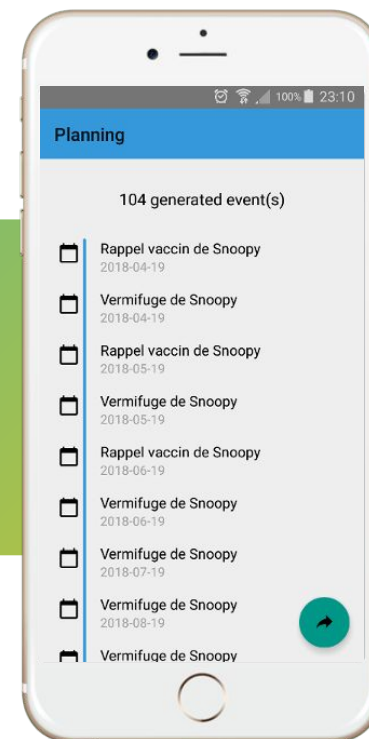 100% 23:10
Planning
104 generated event(s)
Rappel vaccin de Snoopy
2018-04-19
Vermifuge de Snoopy
2018-04-19
Rappel vaccin de Snoopy
2018-05-19
Vermifuge de Snoopy
2018-05-19
Rappel vaccin de Snoopy
2018-06-19
Vermifuge de Snoopy
2018-06-19
Vermifuge de Snoopy
2018-07-19
Vermifuge de Snoopy
2018-08-19
Vermifuge de Snoopy